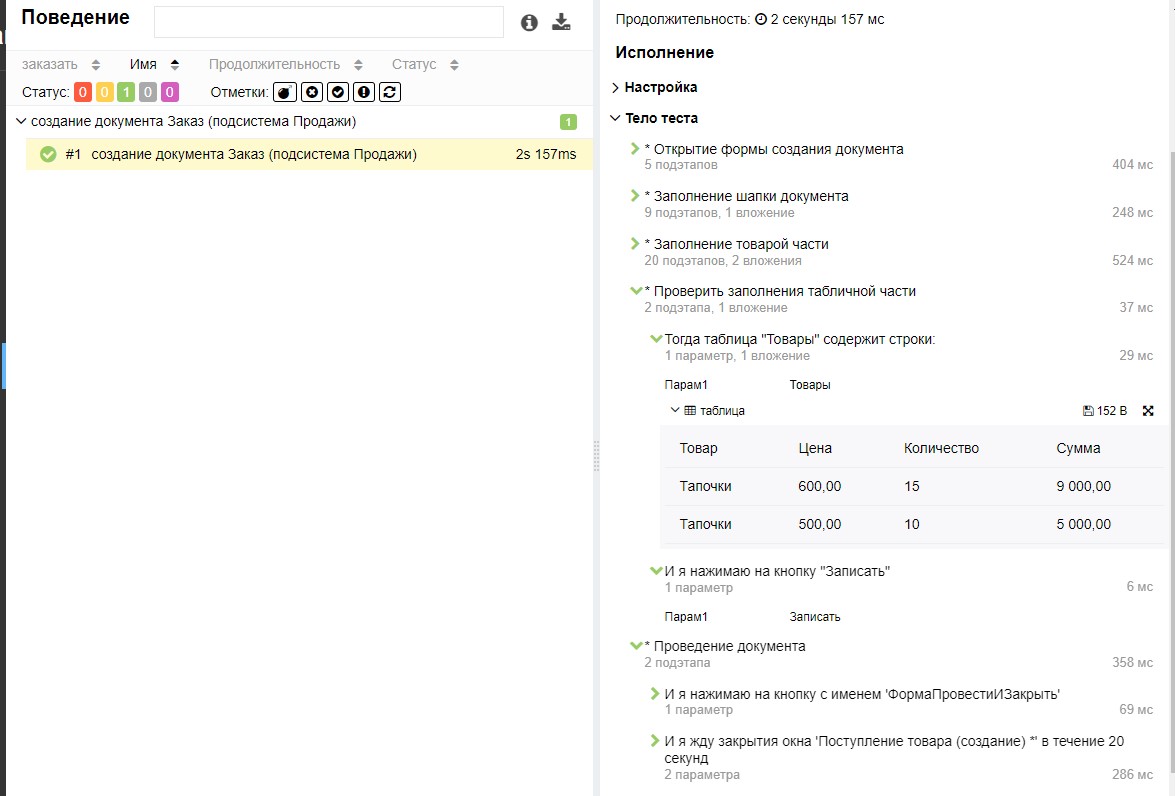 Поведение
заказать Имя Продолжительность Статус
Статус: 0 0 1 0 0 Отметки:
создание документа Заказ (подсистема Продажи) 1
#1 создание документа Заказ (подсистема Продажи) 2s 157ms
Продолжительность: 2 секунды 157 мс
Исполнение
Настройка
Тело теста
* Открытие формы создания документа
5 подэтапов 404 мс
* Заполнение шапки документа
9 подэтапов, 1 вложение 248 мс
* Заполнение товарой части
20 подэтапов, 2 вложения 524 мс
* Проверить заполнения табличной части
2 подэтапа, 1 вложение 37 мс
Тогда таблица "Товары" содержит строки:
1 параметр, 1 вложение 29 мс
Парам1 Товары
таблица 152 B
Товар Цена Количество Сумма
Тапочки 600,00 15 9 000,00
Тапочки 500,00 10 5 000,00
И я нажимаю на кнопку "Записать"
1 параметр 6 мс
Парам1 Записать
* Проведение документа
2 подэтапа 358 мс
И я нажимаю на кнопку с именем 'ФормаПровестиИЗакрыть'
1 параметр 69 мс
И я жду закрытия окна 'Поступление товара (создание) *' в течение 20
секунд
2 параметра 286 мс